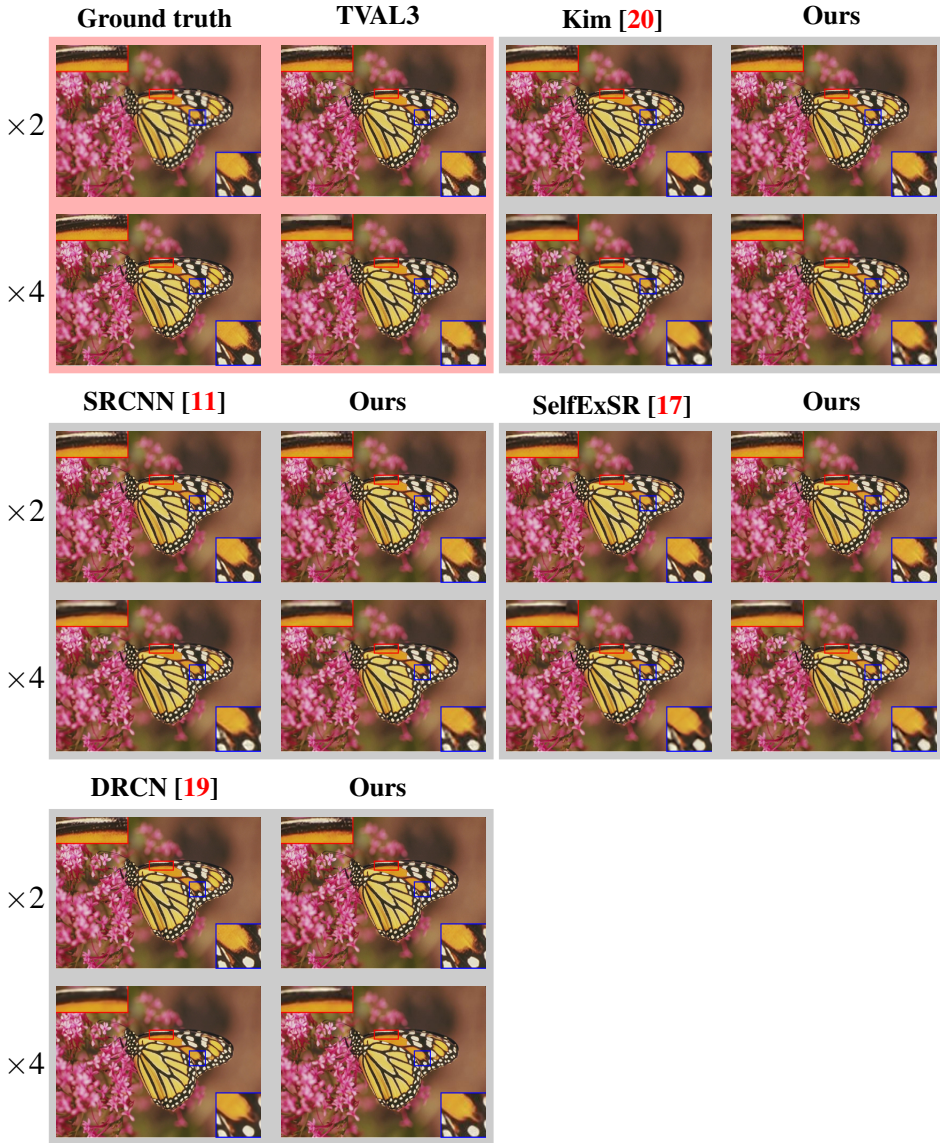 Ground truth TVAL3 Kim [20] Ours
×2
×4
SRCNN [11] Ours SelfExSR [17] Ours
×2
×4
DRCN [19] Ours
×2
×4